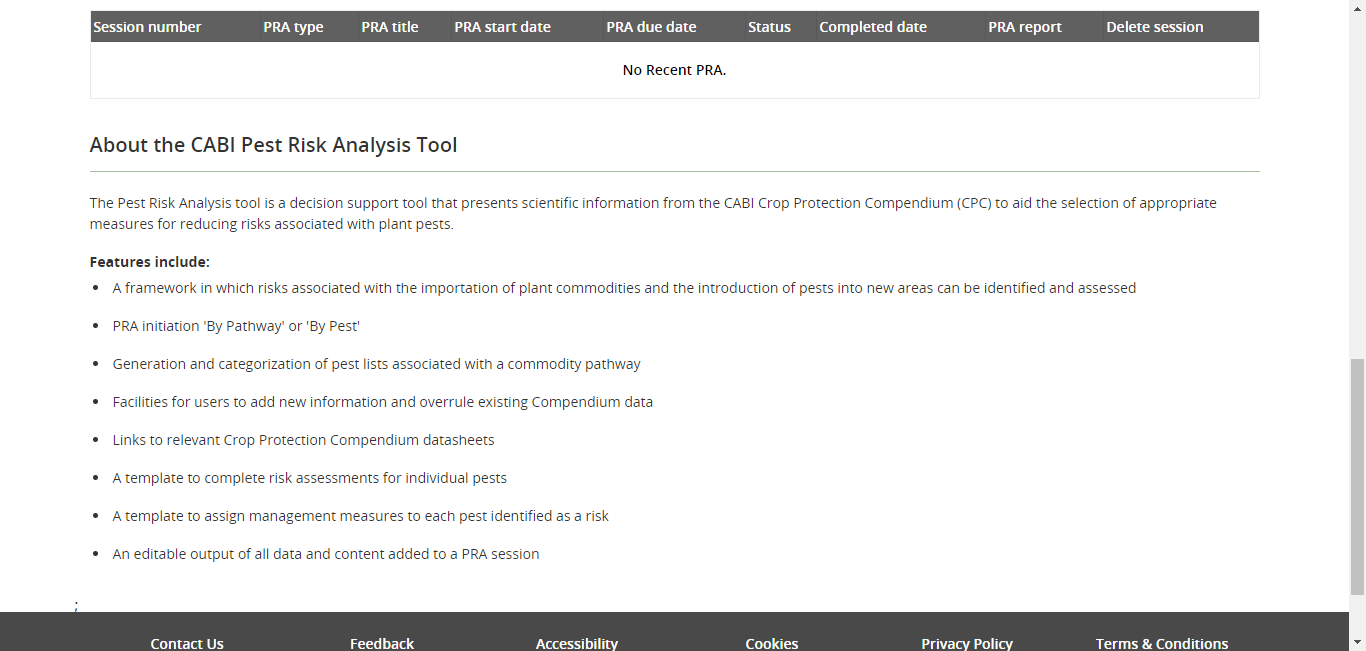 Session number PRA type PRA title PRA start date PRA due date Status Completed date PRA report Delete session
No Recent PRA.
About the CABI Pest Risk Analysis Tool
The Pest Risk Analysis tool is a decision support tool that presents scientific information from the CABI Crop Protection Compendium (CPC) to aid the selection of appropriate
measures for reducing risks associated with plant pests.
Features include:
• A framework in which risks associated with the importation of plant commodities and the introduction of pests into new areas can be identified and assessed
• PRA initiation 'By Pathway' or 'By Pest'
• Generation and categorization of pest lists associated with a commodity pathway
• Facilities for users to add new information and overrule existing Compendium data
• Links to relevant Crop Protection Compendium datasheets
• A template to complete risk assessments for individual pests
• A template to assign management measures to each pest identified as a risk
• An editable output of all data and content added to a PRA session
;
Contact Us Feedback Accessibility Cookies Privacy Policy Terms & Conditions